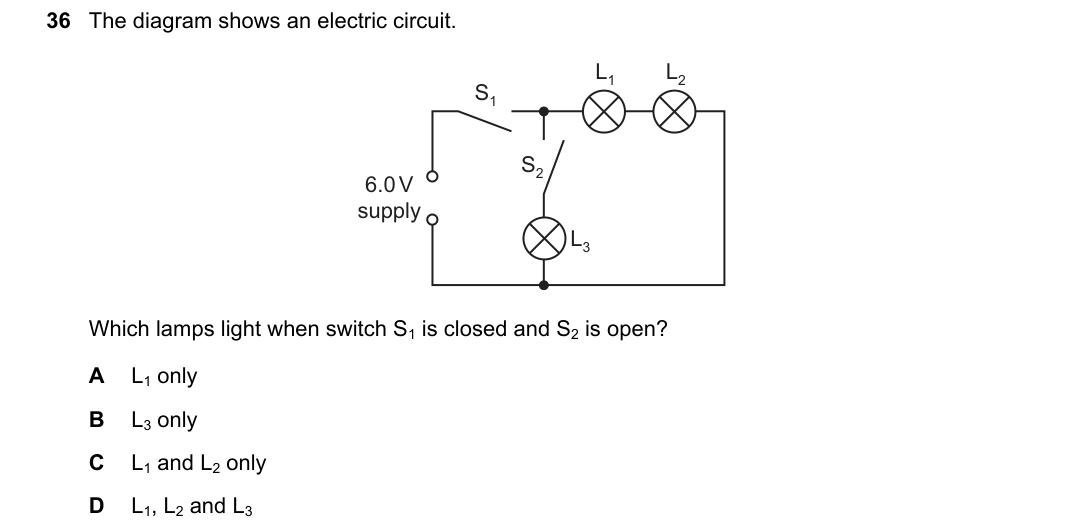 36 The diagram shows an electric circuit.
L1 L2
S1
S2
6.0 V
supply
L3
Which lamps light when switch S1 is closed and S2 is open?
A L1 only
B L3 only
C L1 and L2 only
D L1, L2 and L3